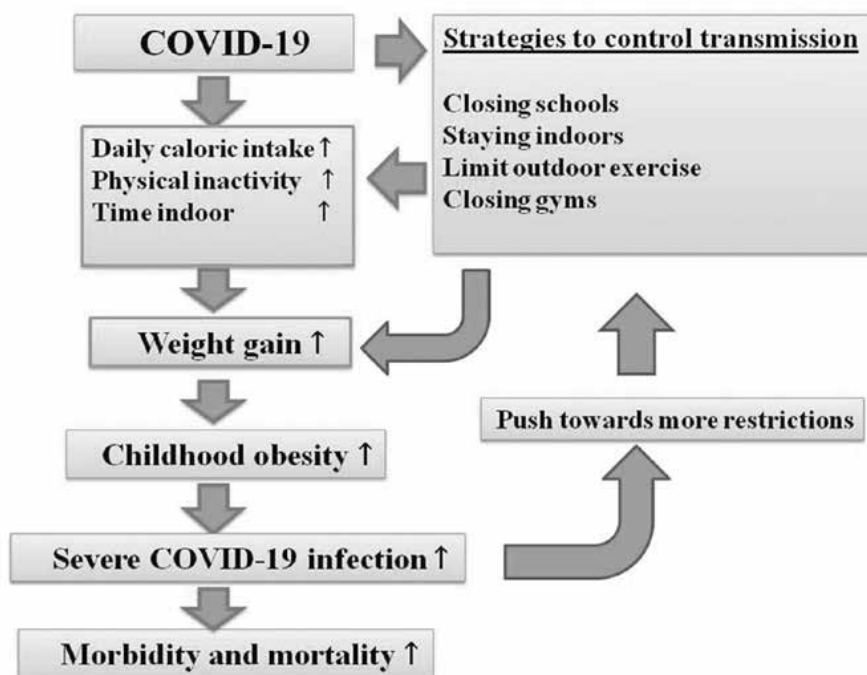 COVID-19
Strategies to control transmission
Closing schools
Staying indoors
Limit outdoor exercise
Closing gyms
Daily caloric intake ↑
Physical inactivity ↑
Time indoor ↑
Weight gain ↑
Push towards more restrictions
Childhood obesity ↑
Severe COVID-19 infection ↑
Morbidity and mortality ↑